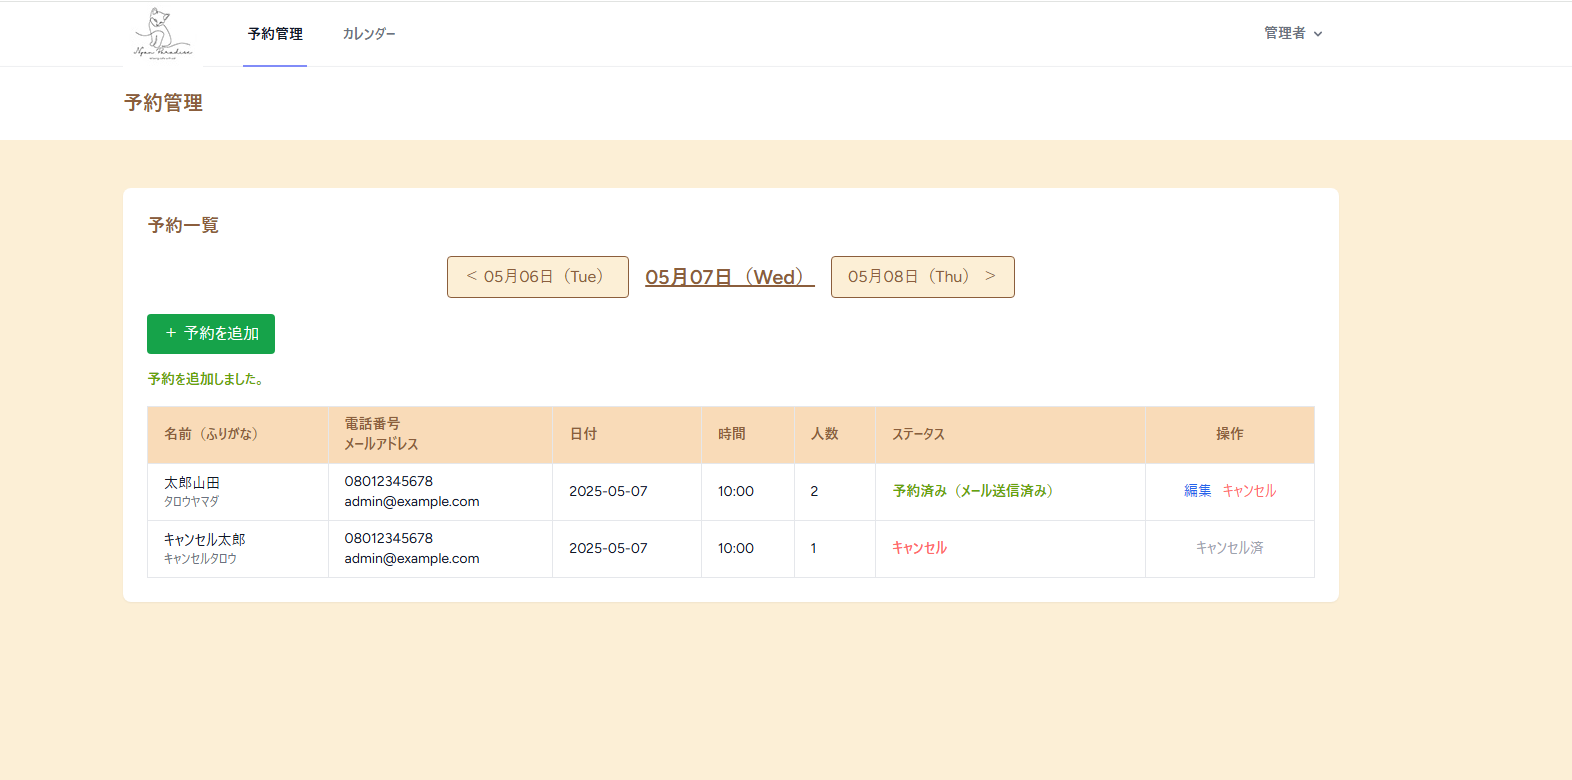 Nyan Paradise
予約管理
カレンダー
管理者
予約管理
予約一覧
< 05月06日（Tue）
05月07日（Wed）
05月08日（Thu） >
＋ 予約を追加
予約を追加しました。
名前（ふりがな）
電話番号
メールアドレス
日付
時間
人数
ステータス
操作
太郎山田
タロウヤマダ
08012345678
admin@example.com
2025-05-07
10:00
2
予約済み（メール送信済み）
編集 キャンセル
キャンセル太郎
キャンセルタロウ
08012345678
admin@example.com
2025-05-07
10:00
1
キャンセル
キャンセル済